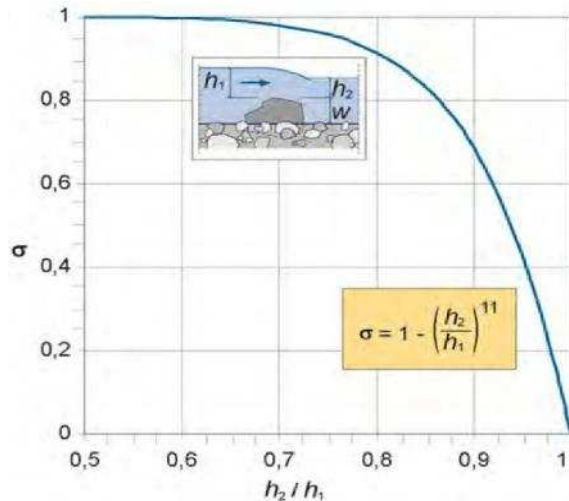 1
0,8
0,6
0,4
0,2
0
σ
h₁
h₂
w
σ = 1 - (h₂/h₁)¹¹
0,5 0,6 0,7 0,8 0,9 1
h₂ / h₁